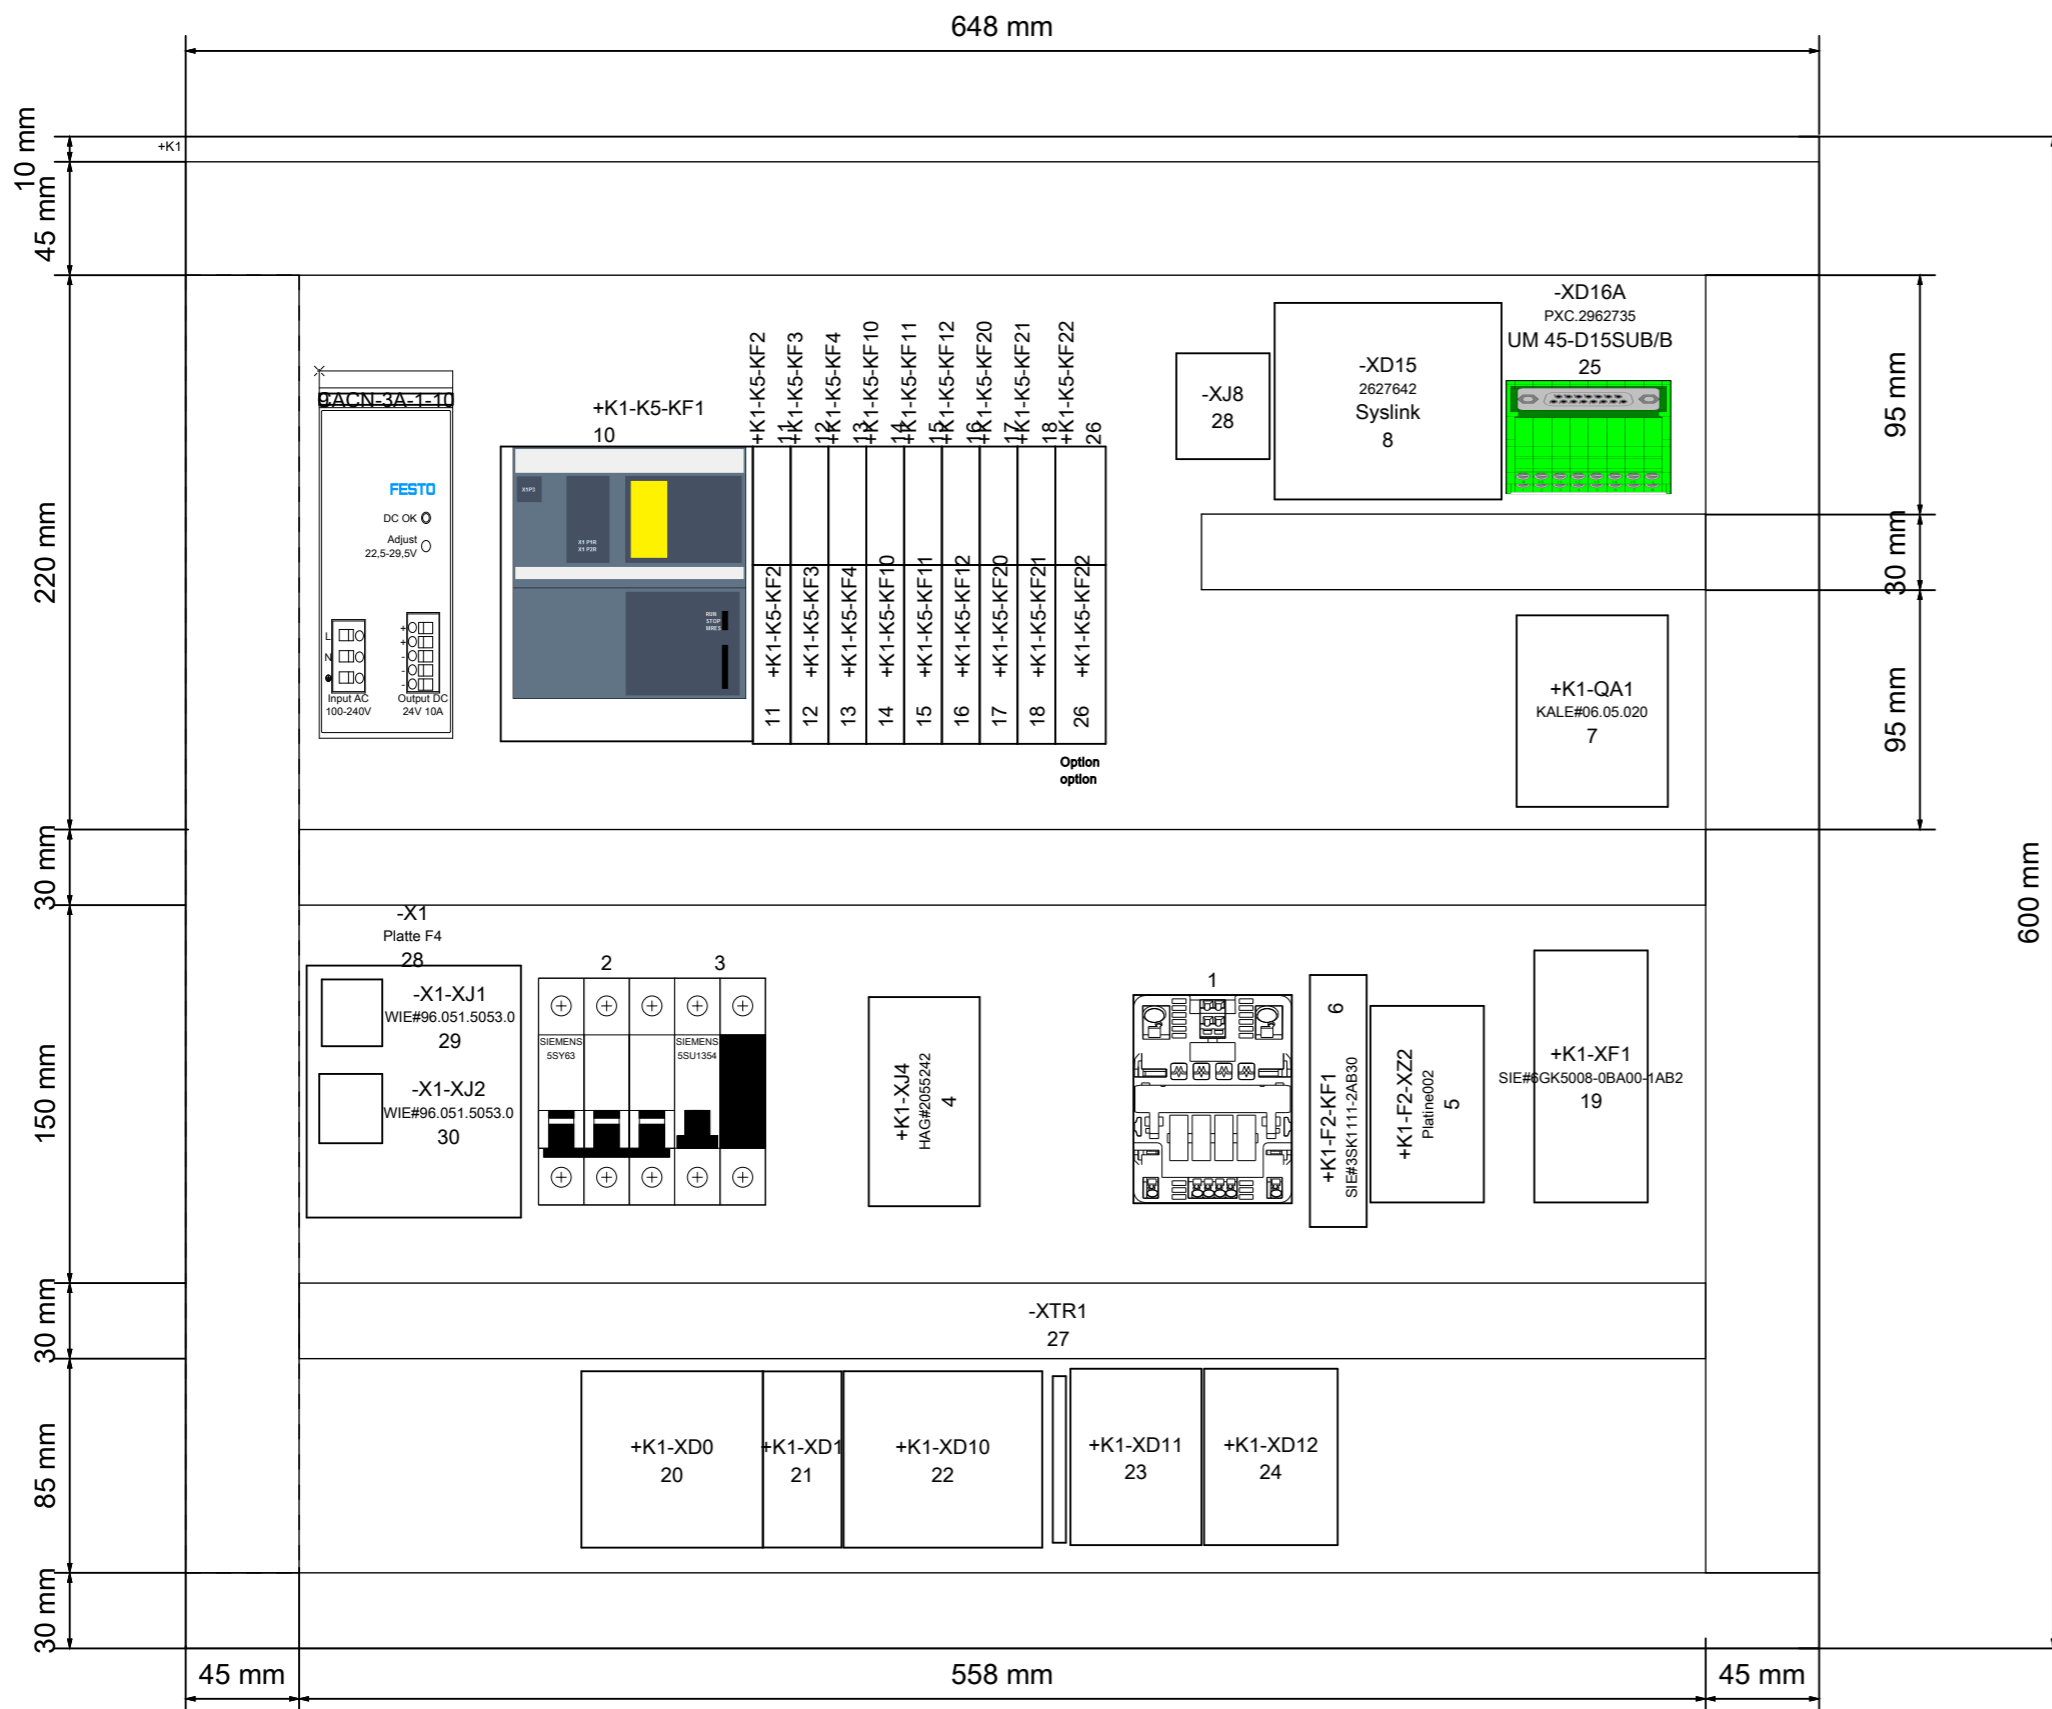 648 mm
10 mm
+K1
45 mm
220 mm
30 mm
150 mm
30 mm
85 mm
30 mm
CACN-3A-1-10
FESTO
DC OK
Adjust
22,5-29,5V
L
N
+
+
-
-
-
Input AC
100-240V
Output DC
24V 10A
+K1-K5-KF1
10
X1P3
X1 P1R
X1 P2R
RUN
STOP
MRES
+K1-K5-KF2
11
+K1-K5-KF3
12
+K1-K5-KF4
13
+K1-K5-KF10
14
+K1-K5-KF11
15
+K1-K5-KF12
16
+K1-K5-KF20
17
+K1-K5-KF21
18
+K1-K5-KF22
26
+K1-K5-KF2
11
+K1-K5-KF3
12
+K1-K5-KF4
13
+K1-K5-KF10
14
+K1-K5-KF11
15
+K1-K5-KF12
16
+K1-K5-KF20
17
+K1-K5-KF21
18
+K1-K5-KF22
26
Option
option
-XJ8
28
-XD15
2627642
Syslink
8
-XD16A
PXC.2962735
UM 45-D15SUB/B
25
95 mm
30 mm
95 mm
+K1-QA1
KALE#06.05.020
7
600 mm
-X1
Platte F4
28
-X1-XJ1
WIE#96.051.5053.0
29
-X1-XJ2
WIE#96.051.5053.0
30
2
3
SIEMENS
5SY63
SIEMENS
5SU1354
+K1-XJ4
HAG#2055242
4
1
+K1-F2-KF1
6
SIE#3SK1111-2AB30
+K1-F2-XZ2
Platine002
5
+K1-XF1
SIE#6GK5008-0BA00-1AB2
19
-XTR1
27
+K1-XD0
20
+K1-XD1
21
+K1-XD10
22
+K1-XD11
23
+K1-XD12
24
45 mm
558 mm
45 mm